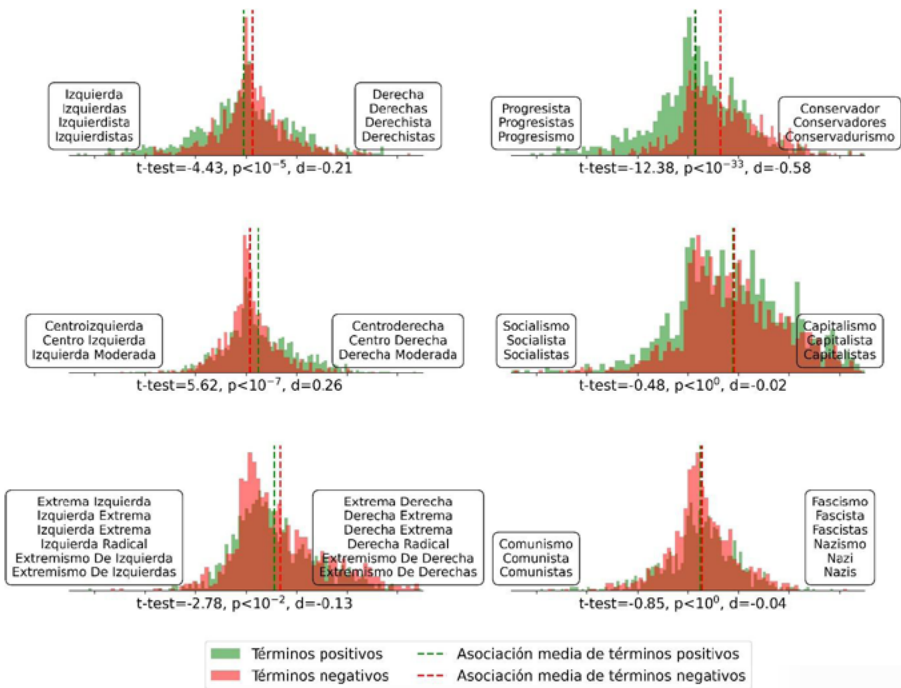 Izquierda
Izquierdas
Izquierdista
Izquierdistas
Derecha
Derechas
Derechista
Derechistas
t-test=-4.43, p<10⁻⁵, d=-0.21
Progresista
Progresistas
Progresismo
Conservador
Conservadores
Conservadurismo
t-test=-12.38, p<10⁻³³, d=-0.58
Centroizquierda
Centro Izquierda
Izquierda Moderada
Centroderecha
Centro Derecha
Derecha Moderada
t-test=5.62, p<10⁻⁷, d=0.26
Socialismo
Socialista
Socialistas
Capitalismo
Capitalista
Capitalistas
t-test=-0.48, p<10⁰, d=-0.02
Extrema Izquierda
Izquierda Extrema
Izquierda Extrema
Izquierda Radical
Extremismo De Izquierda
Extremismo De Izquierdas
Extrema Derecha
Derecha Extrema
Derecha Extrema
Derecha Radical
Extremismo De Derecha
Extremismo De Derechas
t-test=-2.78, p<10⁻², d=-0.13
Comunismo
Comunista
Comunistas
Fascismo
Fascista
Fascistas
Nazismo
Nazi
Nazis
t-test=-0.85, p<10⁰, d=-0.04
Términos positivos
Términos negativos
Asociación media de términos positivos
Asociación media de términos negativos